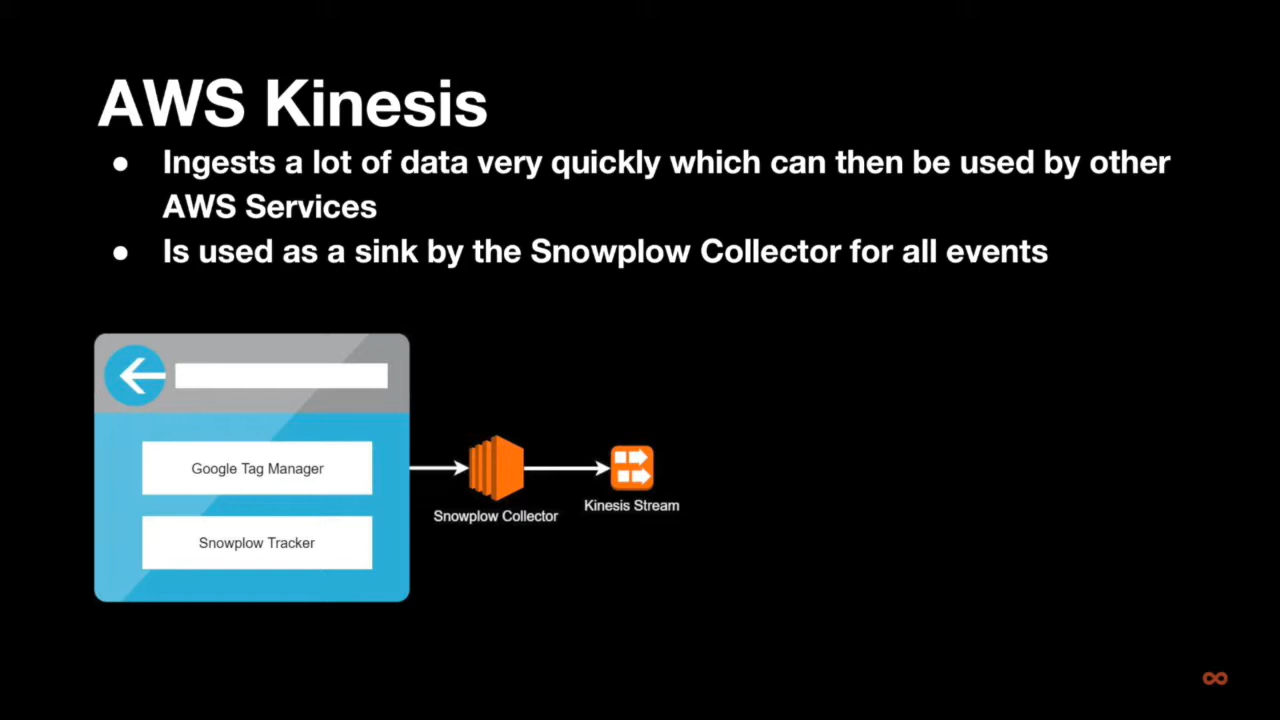 AWS Kinesis
● Ingests a lot of data very quickly which can then be used by other
AWS Services
● Is used as a sink by the Snowplow Collector for all events
Google Tag Manager
Snowplow Tracker
Snowplow Collector
Kinesis Stream